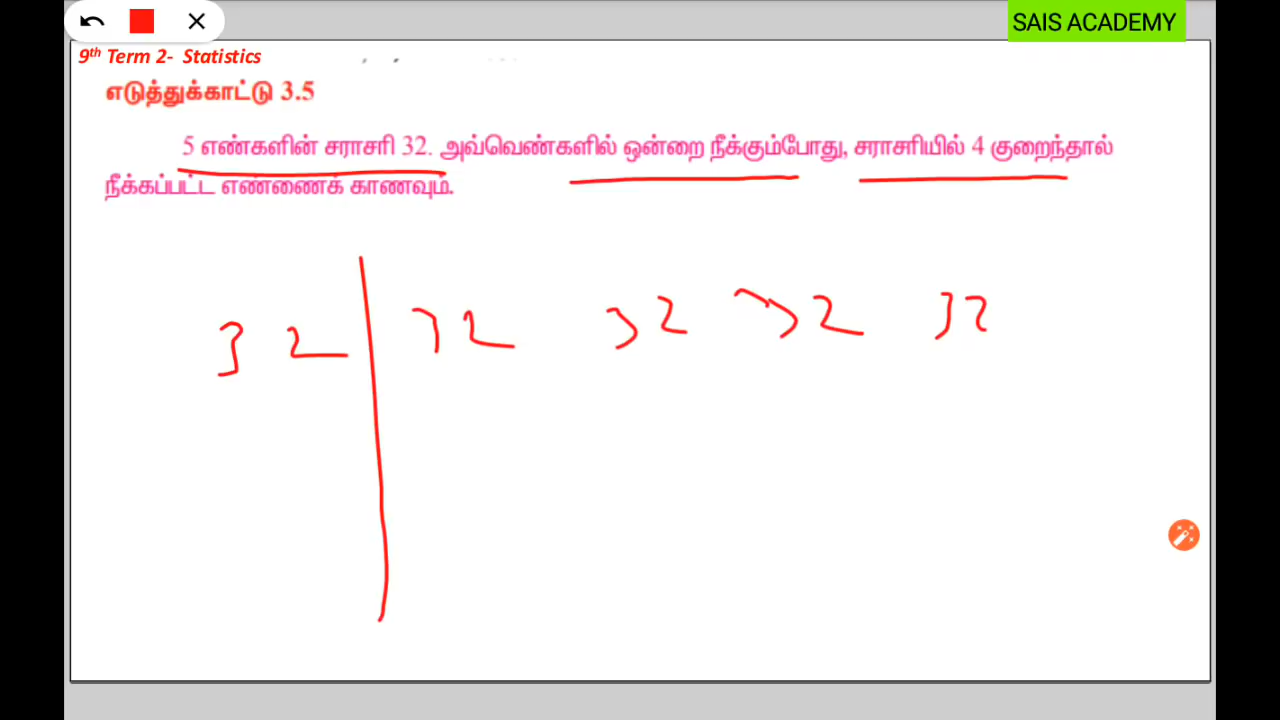 SAIS ACADEMY
9th Term 2- Statistics
எடுத்துக்காட்டு 3.5
5 எண்களின் சராசரி 32. அவ்வெண்களில் ஒன்றை நீக்கும்போது, சராசரியில் 4 குறைந்தால்
நீக்கப்பட்ட எண்ணைக் காணவும்.
32 32 32 32 32